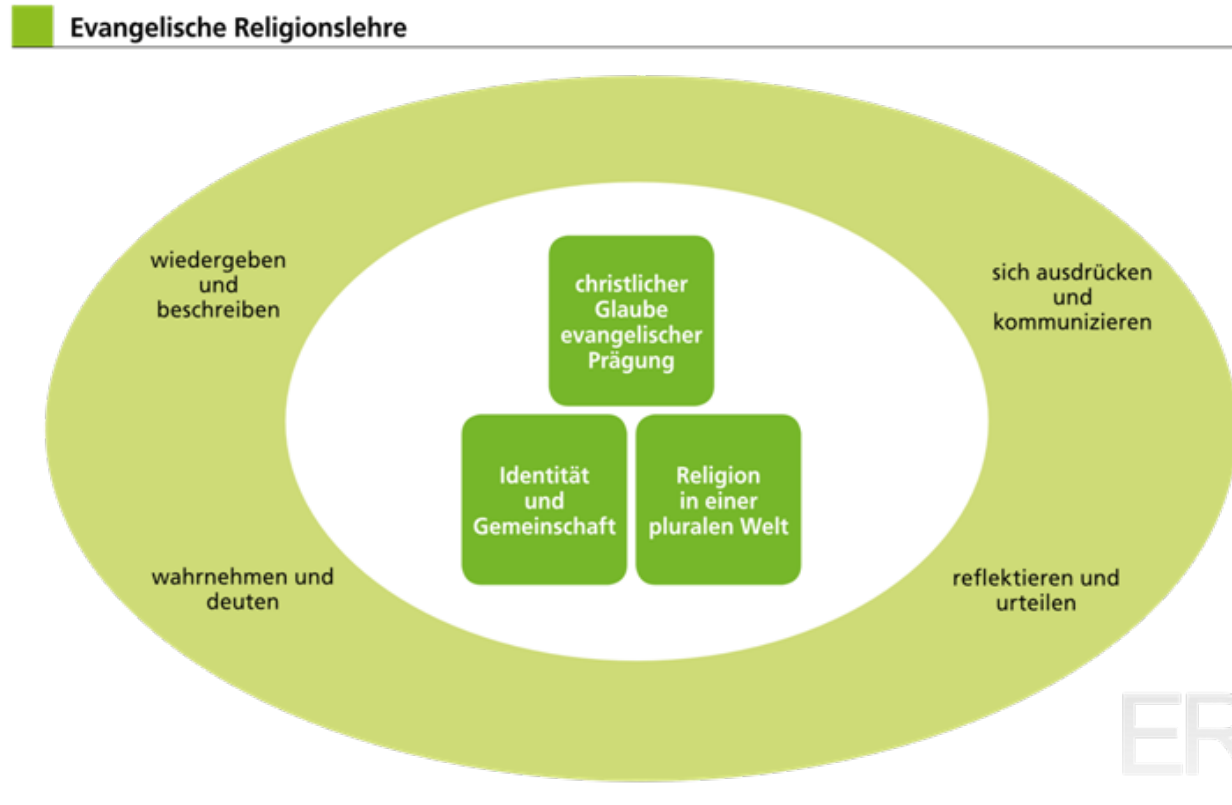 Evangelische Religionslehre
wiedergeben
und
beschreiben
christlicher
Glaube
evangelischer
Prägung
sich ausdrücken
und
kommunizieren
Identität
und
Gemeinschaft
Religion
in einer
pluralen Welt
wahrnehmen und
deuten
reflektieren und
urteilen
ER